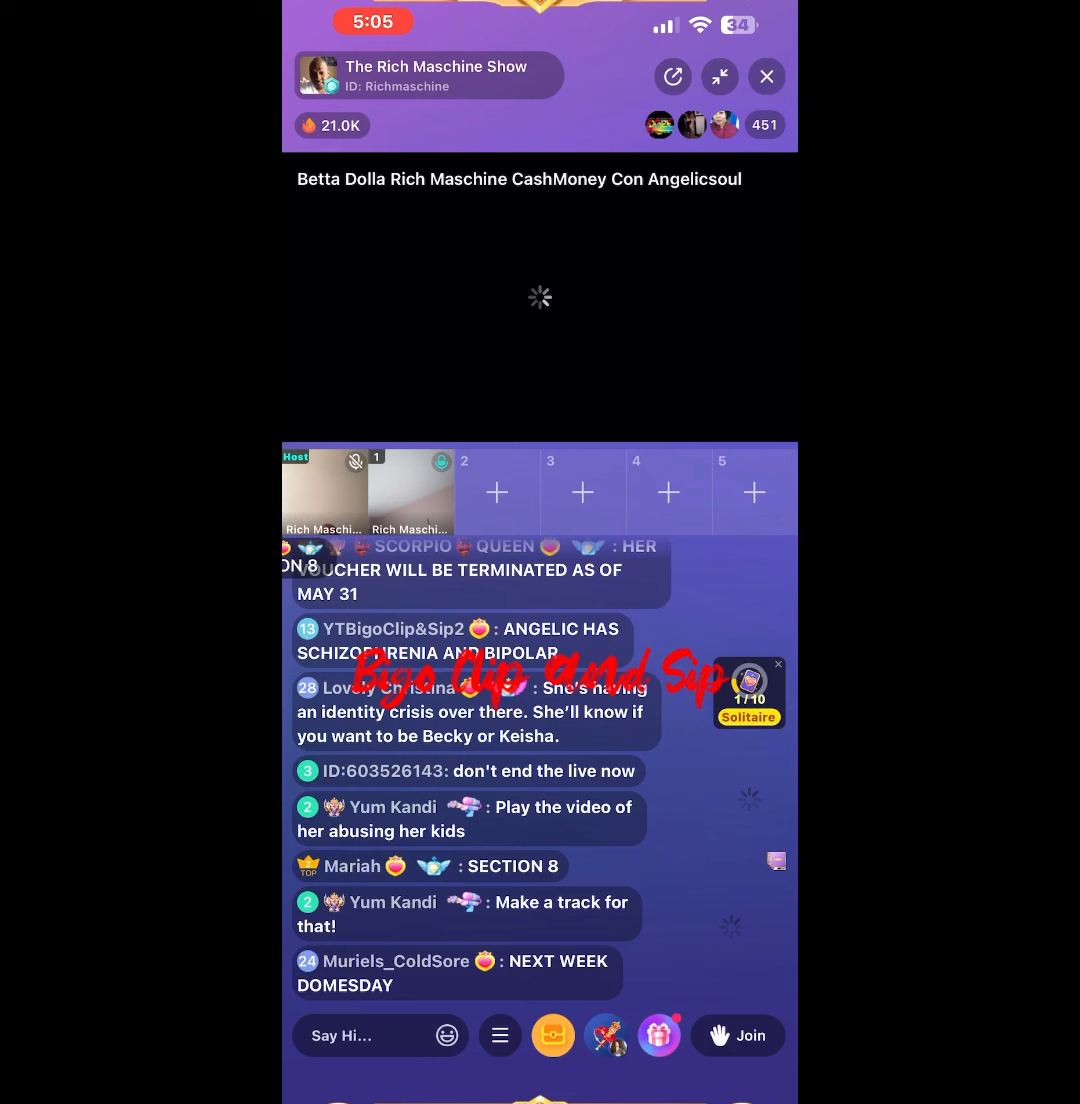 5:05
34
The Rich Maschine Show
ID: Richmaschine
21.0K
451
Betta Dolla Rich Maschine CashMoney Con Angelicsoul
Host
1
2
3
4
5
Rich Maschi...
Rich Maschi...
SCORPIO QUEEN : HER
ON 8
VOUCHER WILL BE TERMINATED AS OF
MAY 31
13 YTBigoClip&Sip2 : ANGELIC HAS
SCHIZOPHRENIA AND BIPOLAR
Bigo Clip and Sip
28 Lovely Christina : She's having
an identity crisis over there. She'll know if
you want to be Becky or Keisha.
1 / 10
Solitaire
3 ID:603526143: don't end the live now
2 Yum Kandi : Play the video of
her abusing her kids
2 TOP Mariah : SECTION 8
2 Yum Kandi : Make a track for
that!
24 Muriels_ColdSore : NEXT WEEK
DOMESDAY
Say Hi...
Join